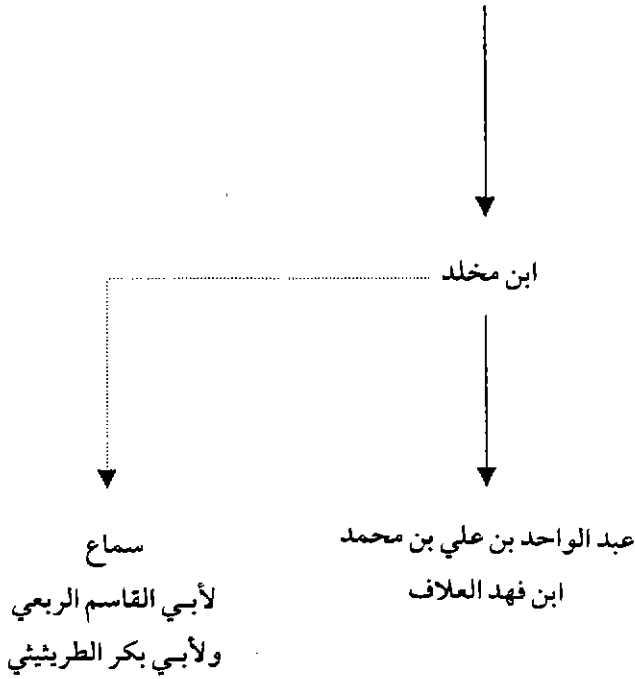 ابن مخلد
عبد الواحد بن علي بن محمد
ابن فهد العلاف
سماع
لأبي القاسم الربعي
ولأبي بكر الطريثيثي